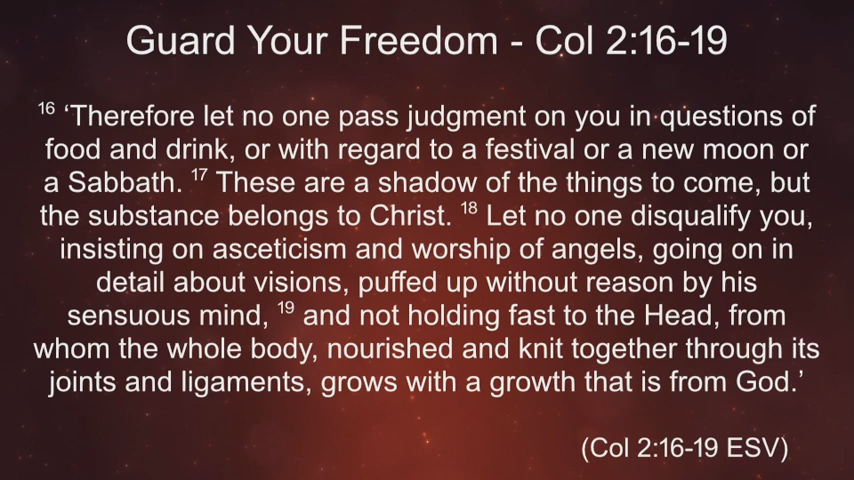 Guard Your Freedom - Col 2:16-19
16 ‘Therefore let no one pass judgment on you in questions of
food and drink, or with regard to a festival or a new moon or
a Sabbath. 17 These are a shadow of the things to come, but
the substance belongs to Christ. 18 Let no one disqualify you,
insisting on asceticism and worship of angels, going on in
detail about visions, puffed up without reason by his
sensuous mind, 19 and not holding fast to the Head, from
whom the whole body, nourished and knit together through its
joints and ligaments, grows with a growth that is from God.’
(Col 2:16-19 ESV)